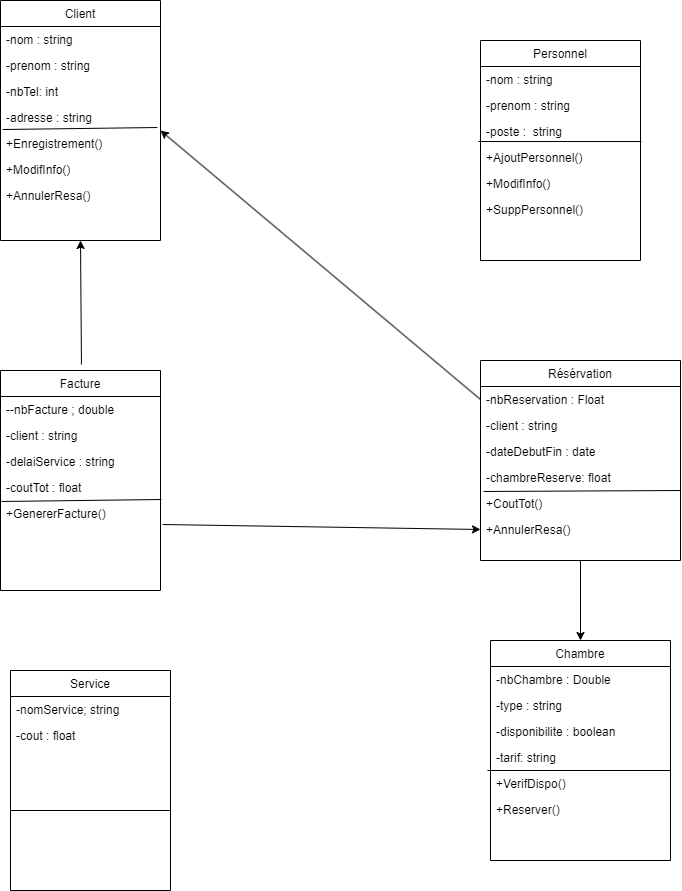 Client
-nom : string
-prenom : string
-nbTel: int
-adresse : string
+Enregistrement()
+ModifInfo()
+AnnulerResa()
Personnel
-nom : string
-prenom : string
-poste :  string
+AjoutPersonnel()
+ModifInfo()
+SuppPersonnel()
Facture
--nbFacture ; double
-client : string
-delaiService : string
-coutTot : float
+GenererFacture()
Résérvation
-nbReservation : Float
-client : string
-dateDebutFin : date
-chambreReserve: float
+CoutTot()
+AnnulerResa()
Service
-nomService; string
-cout : float
Chambre
-nbChambre : Double
-type : string
-disponibilite : boolean
-tarif: string
+VerifDispo()
+Reserver()